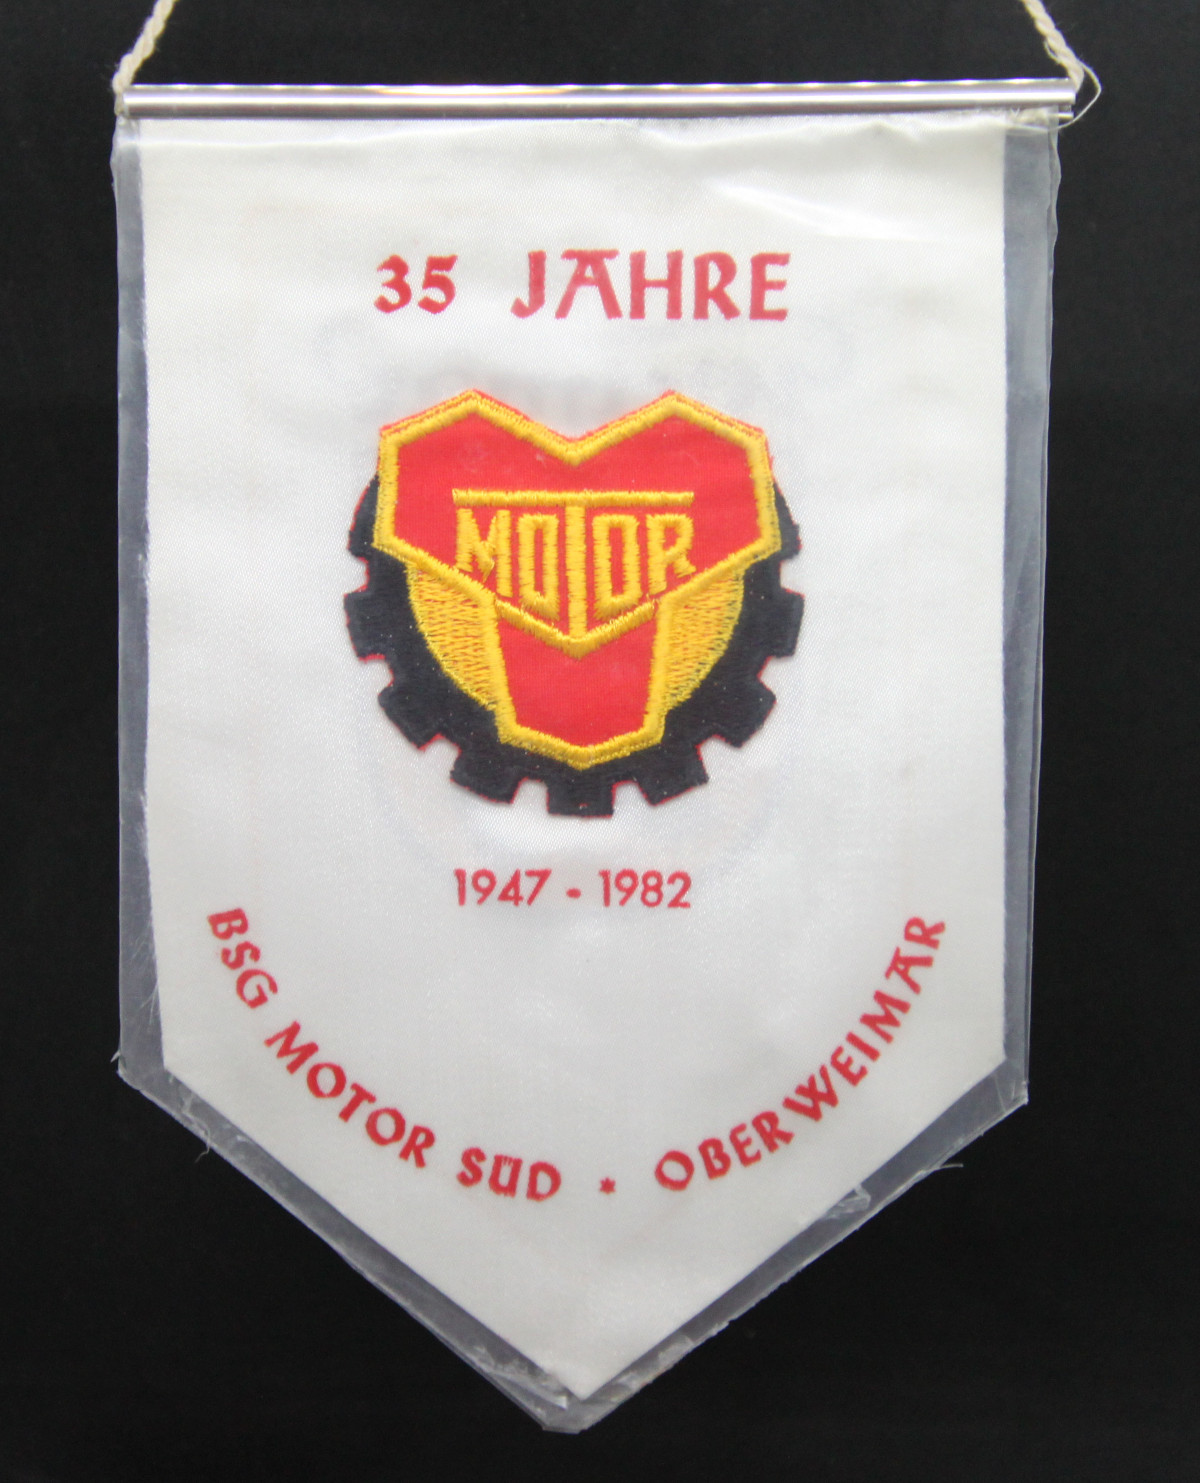 35 JAHRE
MOTOR
1947 - 1982
BSG MOTOR SÜD * OBERWEIMAR